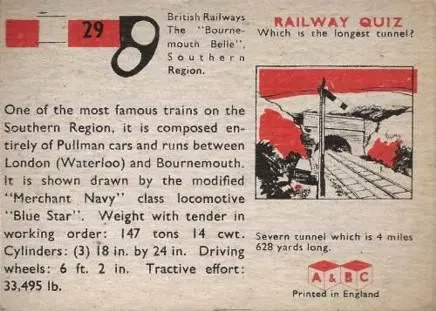 29
British Railways
The "Bourne-
mouth Belle".
Southern
Region.
RAILWAY QUIZ
Which is the longest tunnel?
One of the most famous trains on the
Southern Region, it is composed en-
tirely of Pullman cars and runs between
London (Waterloo) and Bournemouth.
It is shown drawn by the modified
"Merchant Navy" class locomotive
"Blue Star". Weight with tender in
working order: 147 tons 14 cwt.
Cylinders: (3) 18 in. by 24 in. Driving
wheels: 6 ft. 2 in. Tractive effort:
33,495 lb.
Severn tunnel which is 4 miles
628 yards long.
A & B C
Printed in England